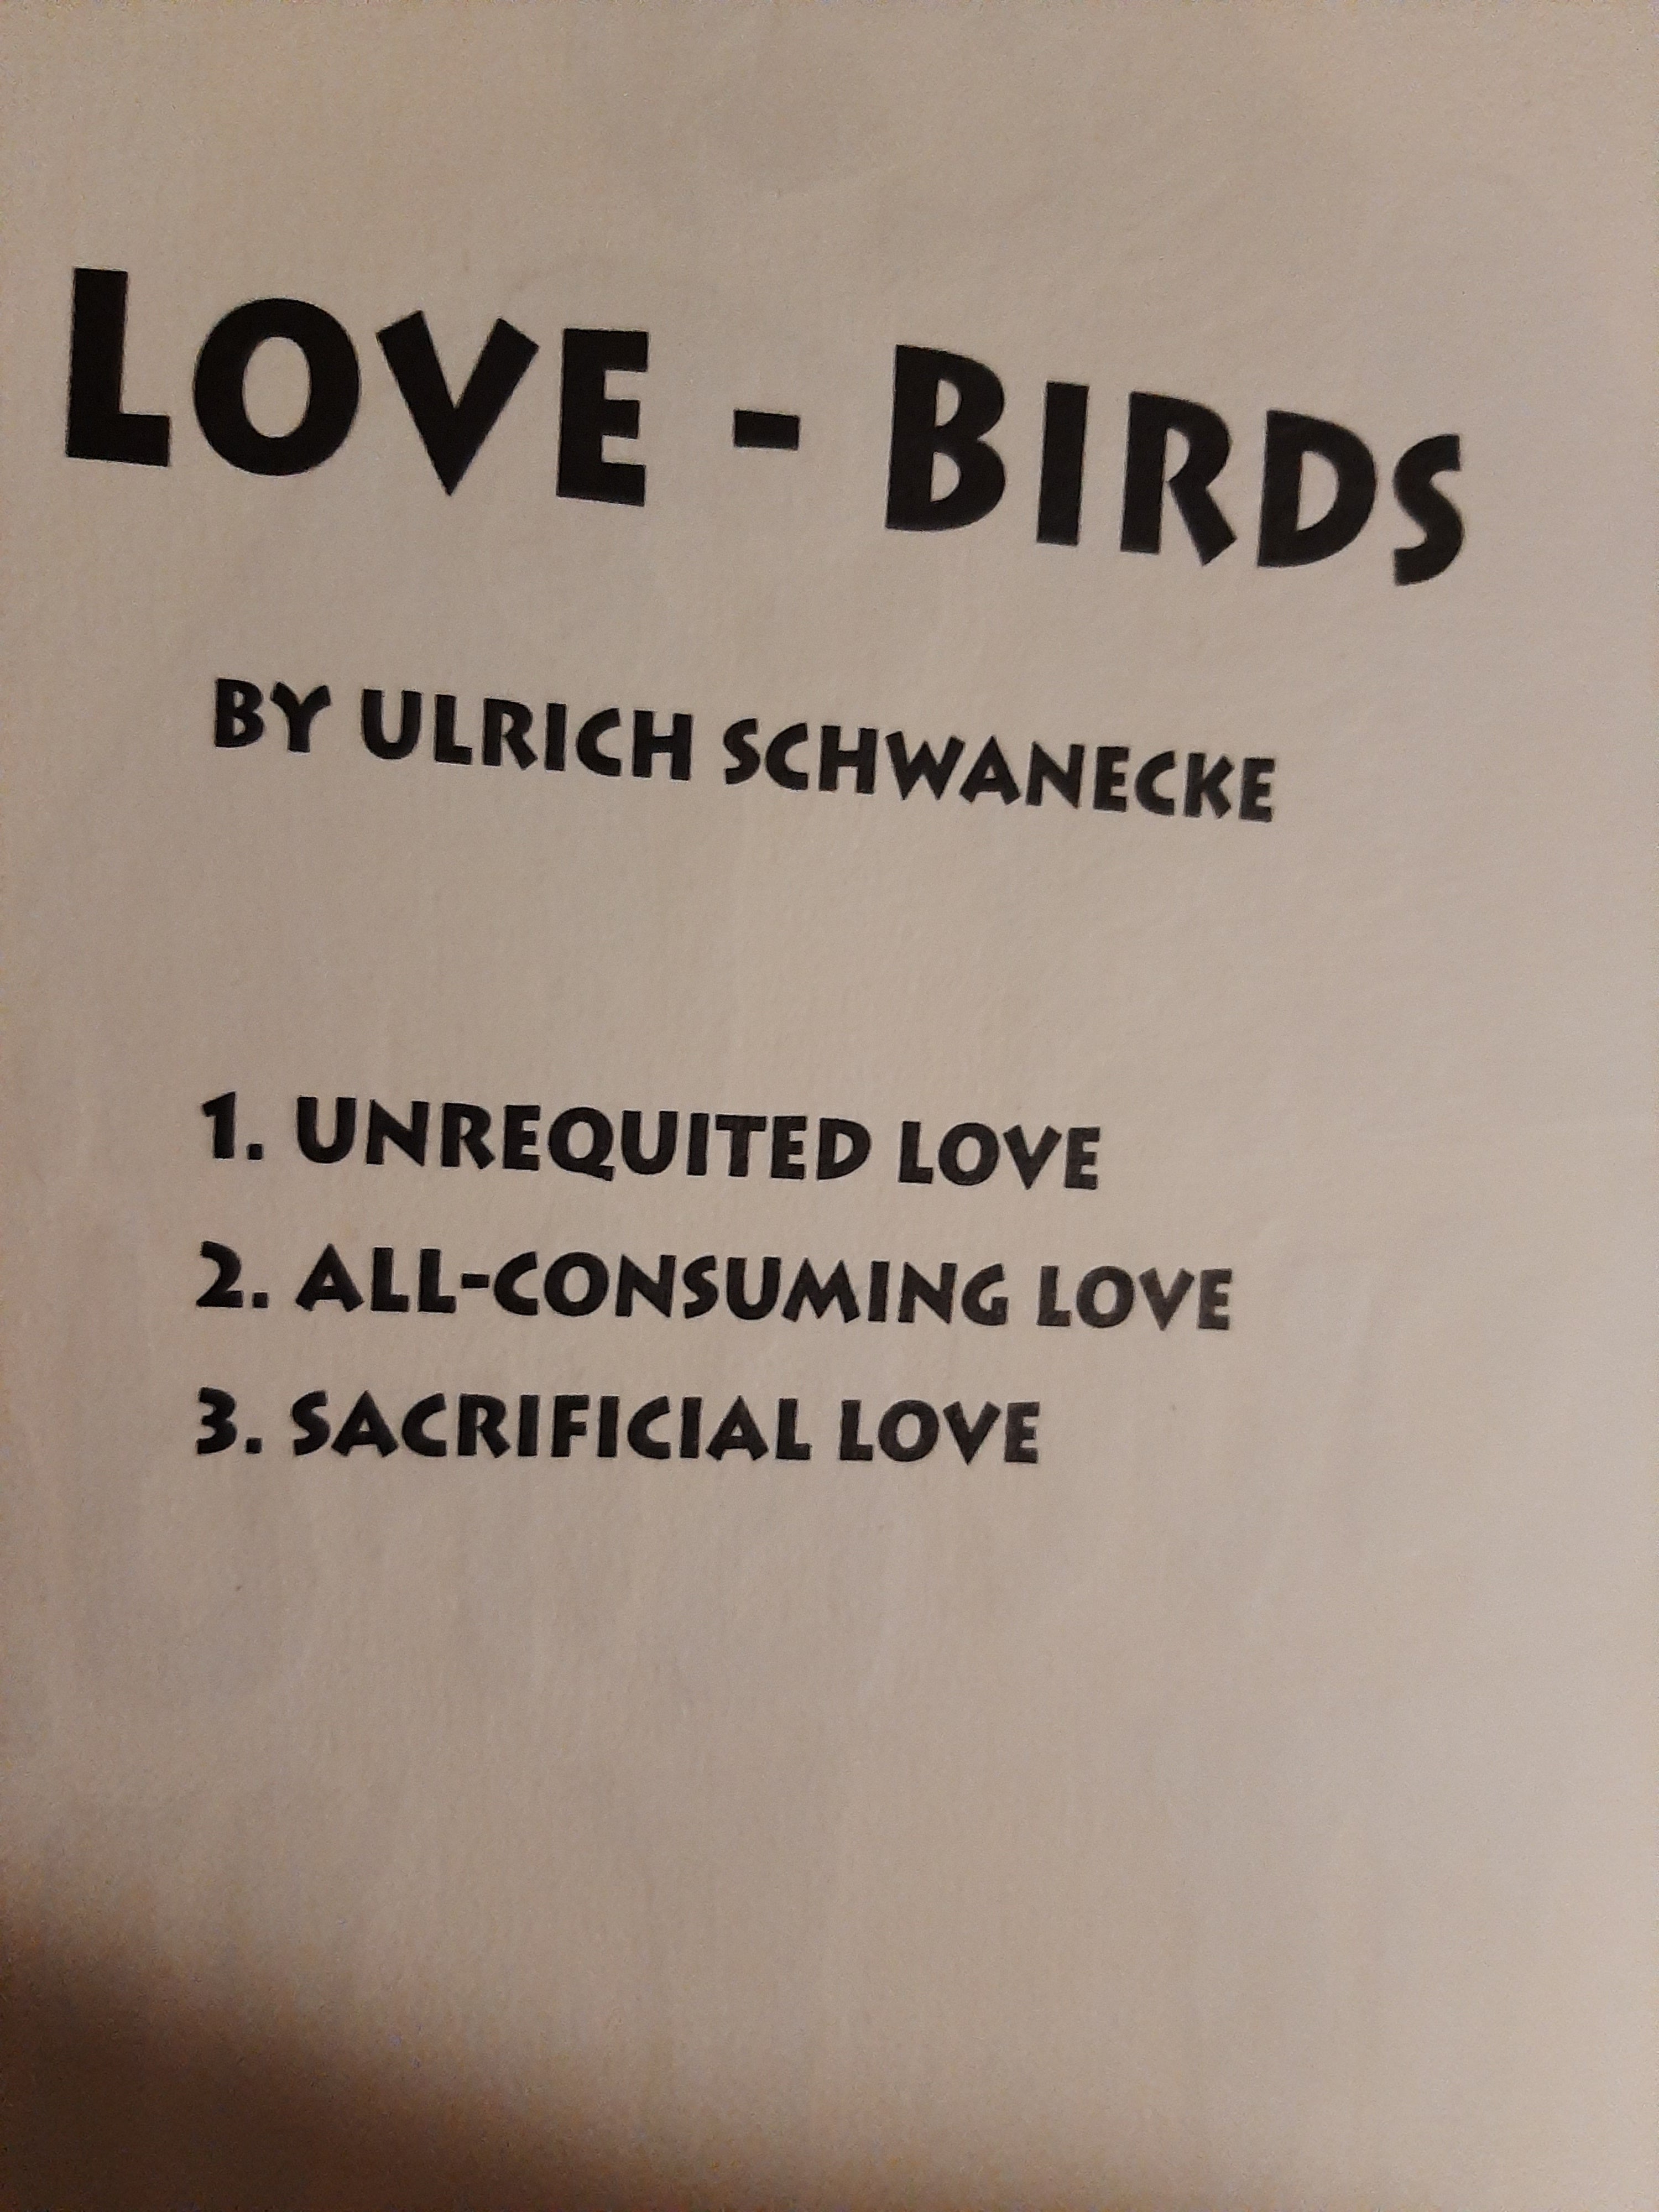 LOVE - BIRDS
BY ULRICH SCHWANECKE
1. UNREQUITED LOVE
2. ALL-CONSUMING LOVE
3. SACRIFICIAL LOVE